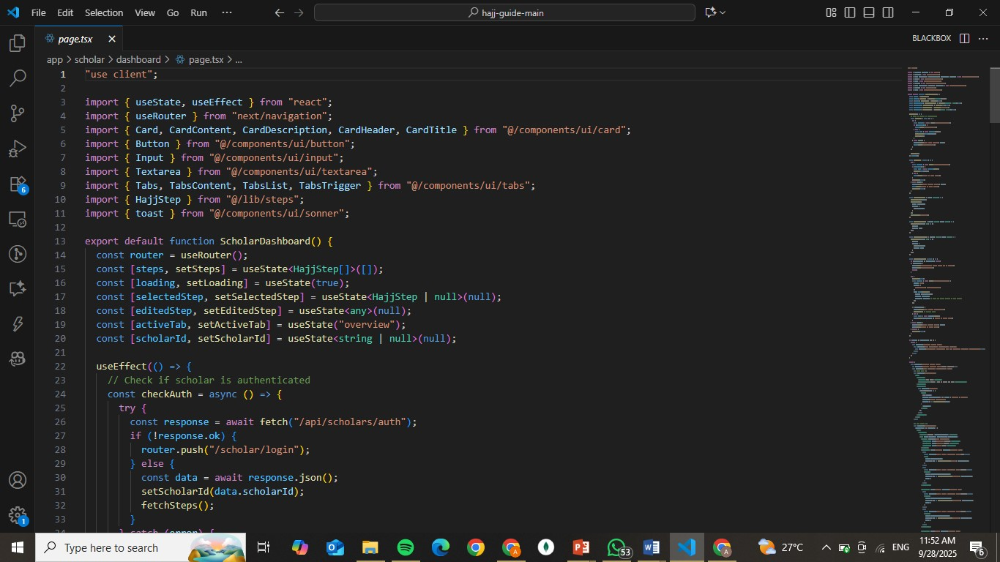 File Edit Selection View Go Run ··· hajj-guide-main
page.tsx BLACKBOX
app > scholar > dashboard > page.tsx > ...
1 "use client";
2
3 import { useState, useEffect } from "react";
4 import { useRouter } from "next/navigation";
5 import { Card, CardContent, CardDescription, CardHeader, CardTitle } from "@/components/ui/card";
6 import { Button } from "@/components/ui/button";
7 import { Input } from "@/components/ui/input";
8 import { Textarea } from "@/components/ui/textarea";
9 import { Tabs, TabsContent, TabsList, TabsTrigger } from "@/components/ui/tabs";
10 import { HajjStep } from "@/lib/steps";
11 import { toast } from "@/components/ui/sonner";
12
13 export default function ScholarDashboard() {
14 const router = useRouter();
15 const [steps, setSteps] = useState<HajjStep[]>([]);
16 const [loading, setLoading] = useState(true);
17 const [selectedStep, setSelectedStep] = useState<HajjStep | null>(null);
18 const [editedStep, setEditedStep] = useState<any>(null);
19 const [activeTab, setActiveTab] = useState("overview");
20 const [scholarId, setScholarId] = useState<string | null>(null);
21
22 useEffect(() => {
23 // Check if scholar is authenticated
24 const checkAuth = async () => {
25 try {
26 const response = await fetch("/api/scholars/auth");
27 if (!response.ok) {
28 router.push("/scholar/login");
29 } else {
30 const data = await response.json();
31 setScholarId(data.scholarId);
32 fetchSteps();
33 }
34 } catch (error) {
6
1
Type here to search 53 27°C ENG 11:52 AM
9/28/2025 6